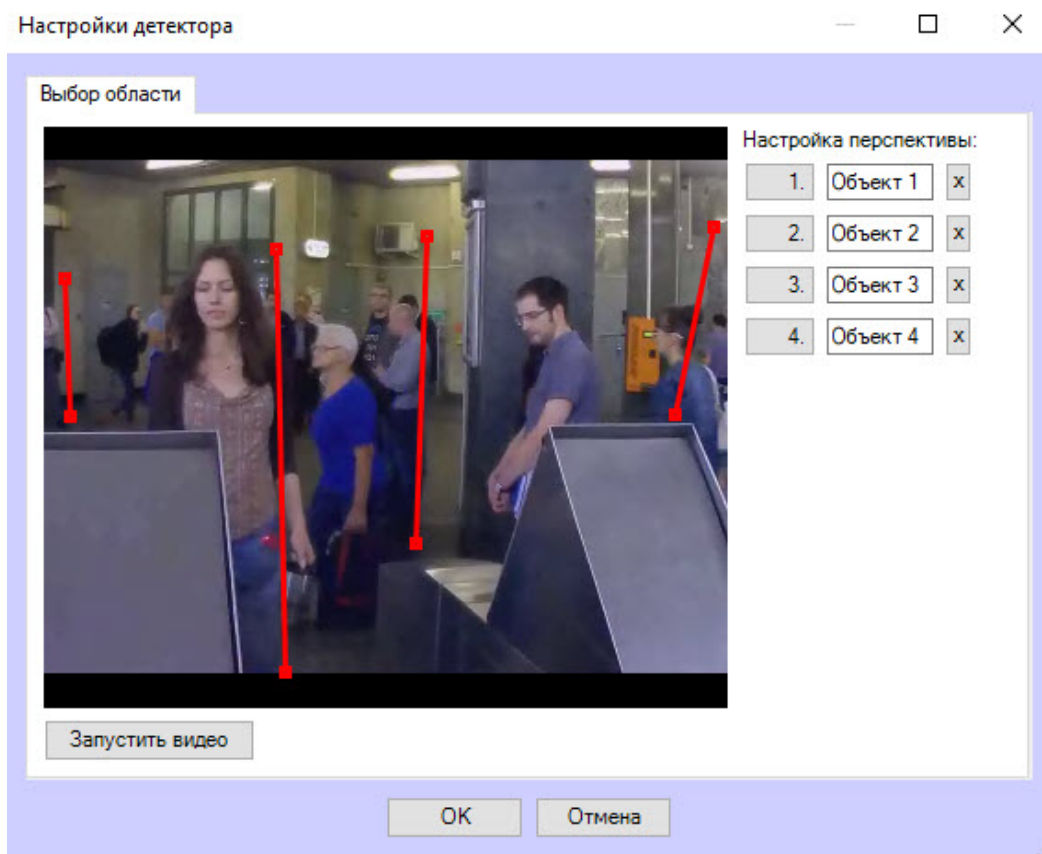 Настройки детектора
Выбор области
Настройка перспективы:
1. Объект 1 x
2. Объект 2 x
3. Объект 3 x
4. Объект 4 x
Запустить видео
OK Отмена